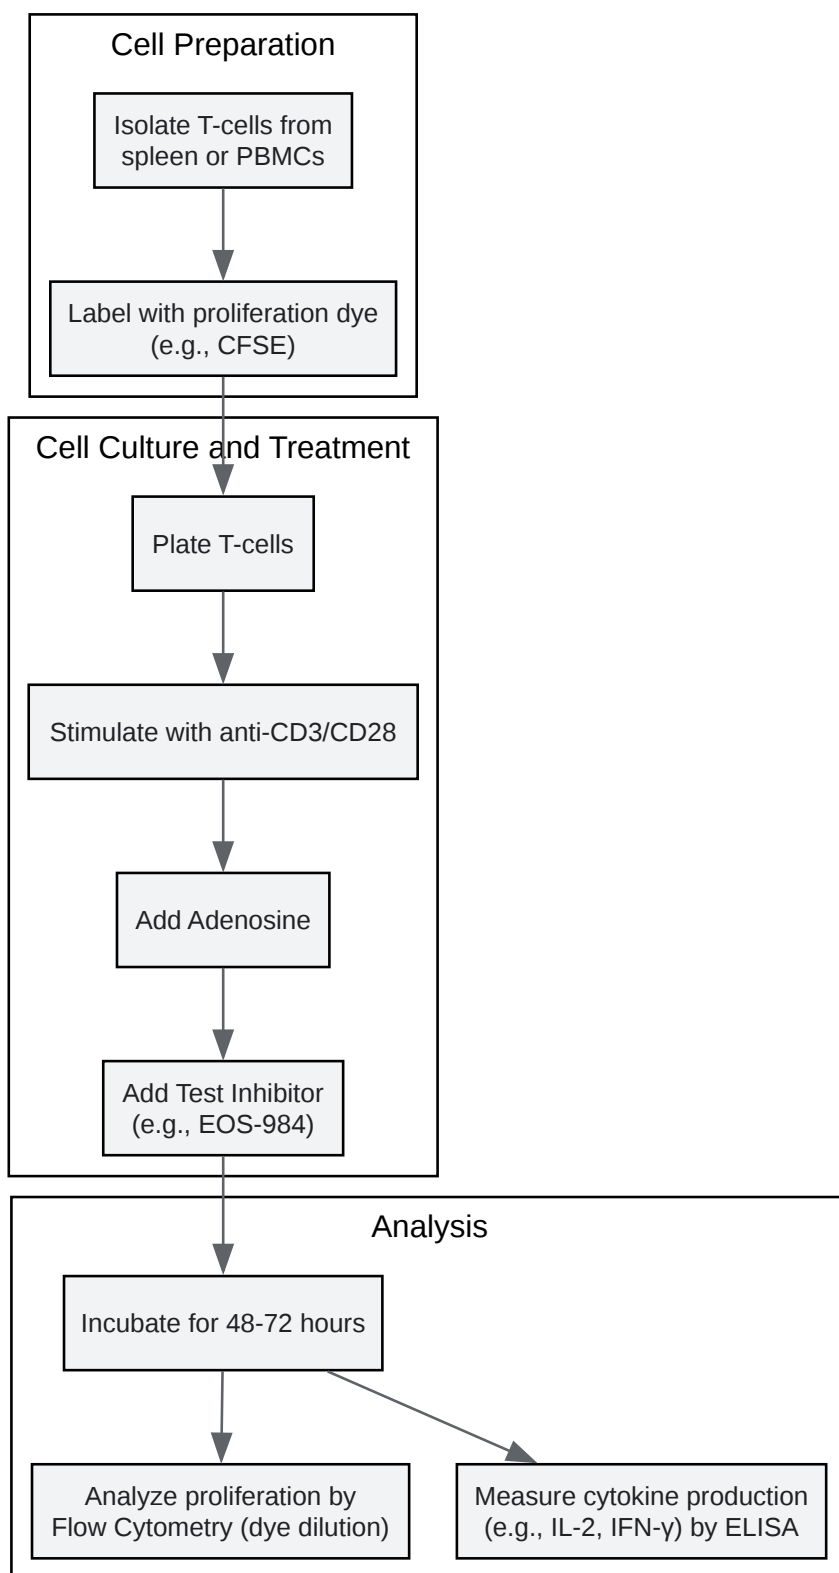 Cell Preparation
Isolate T-cells from
spleen or PBMCs
Label with proliferation dye
(e.g., CFSE)
Cell Culture and Treatment
Plate T-cells
Stimulate with anti-CD3/CD28
Add Adenosine
Add Test Inhibitor
(e.g., EOS-984)
Analysis
Incubate for 48-72 hours
Analyze proliferation by
Flow Cytometry (dye dilution)
Measure cytokine production
(e.g., IL-2, IFN-γ) by ELISA